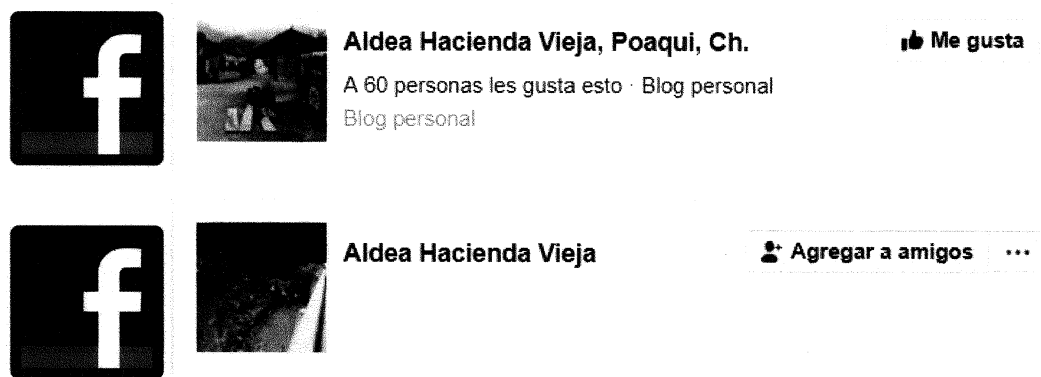 f
Aldea Hacienda Vieja, Poaqui, Ch.
Me gusta
A 60 personas les gusta esto · Blog personal
Blog personal
f
Aldea Hacienda Vieja
Agregar a amigos